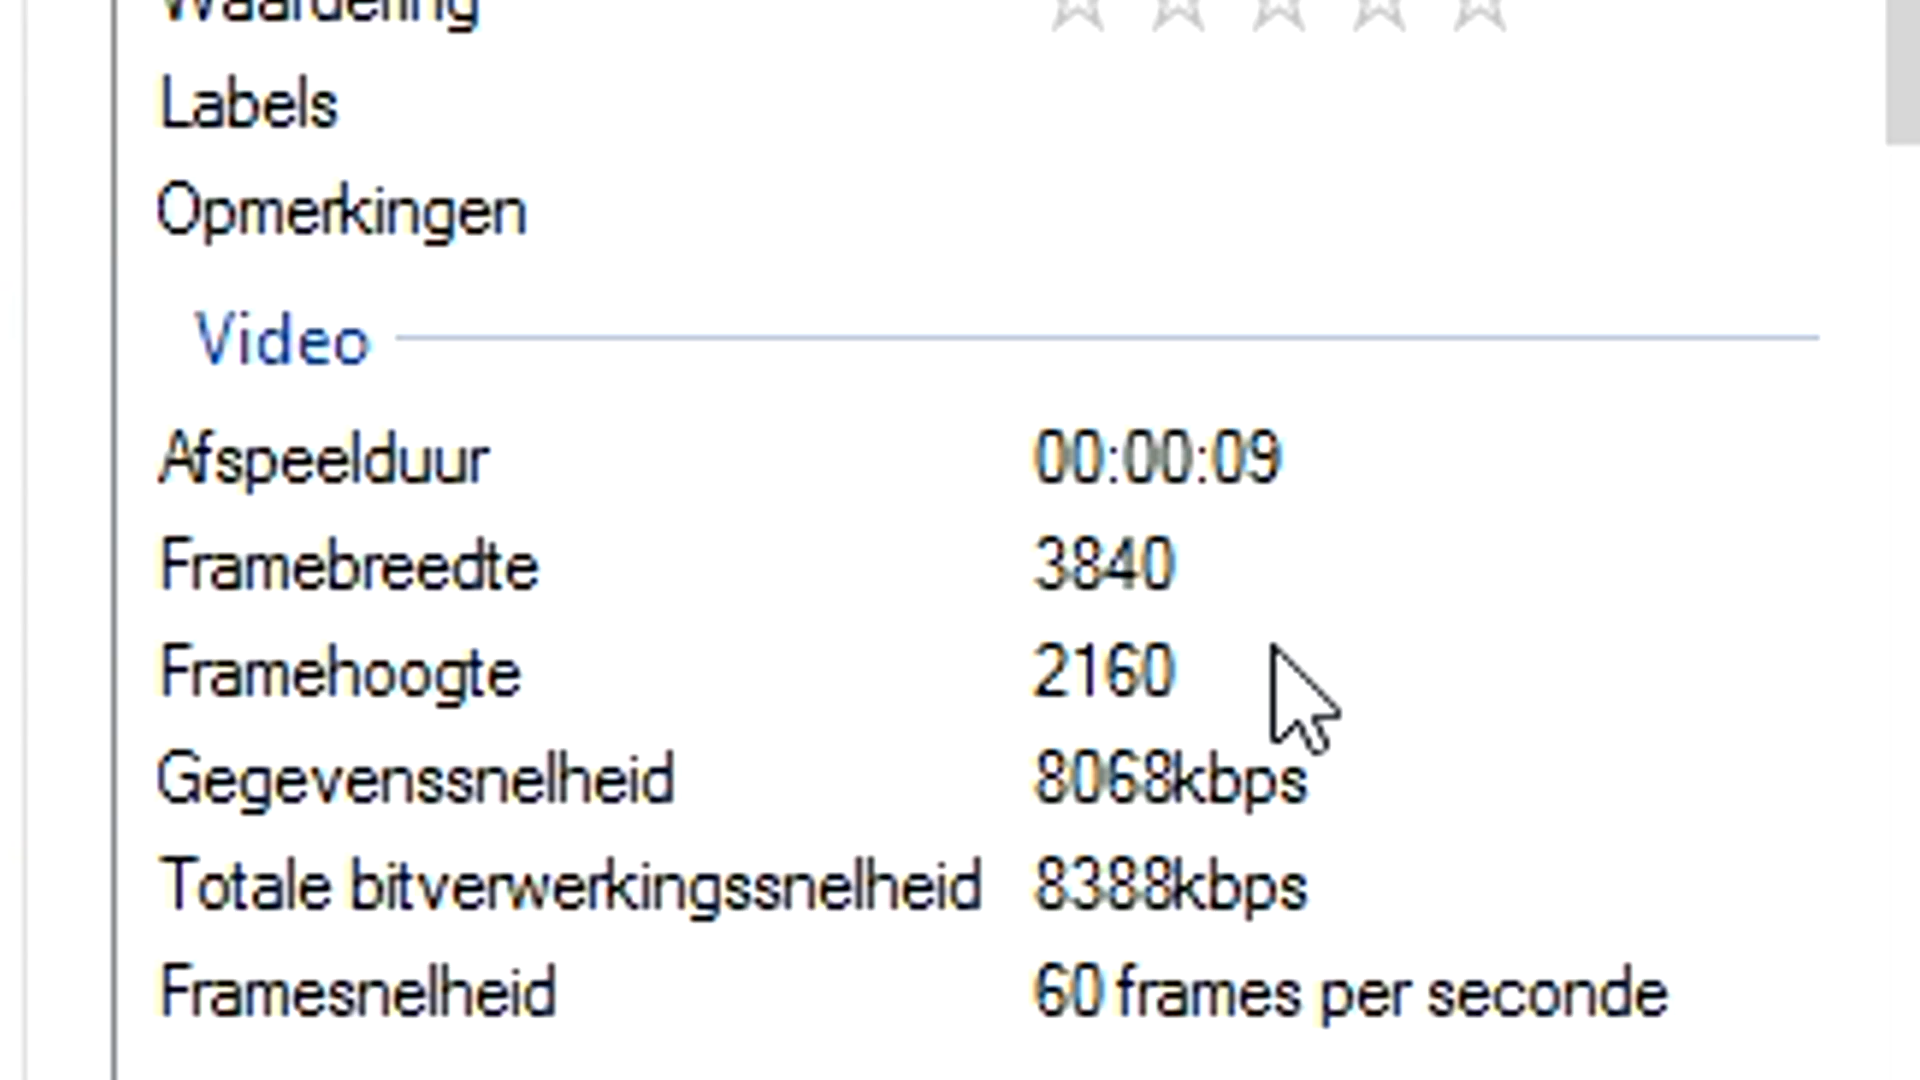 Waardering
Labels
Opmerkingen
Video
Afspeelduur 00:00:09
Framebreedte 3840
Framehoogte 2160
Gegevenssnelheid 8068kbps
Totale bitverwerkingssnelheid 8388kbps
Framesnelheid 60 frames per seconde